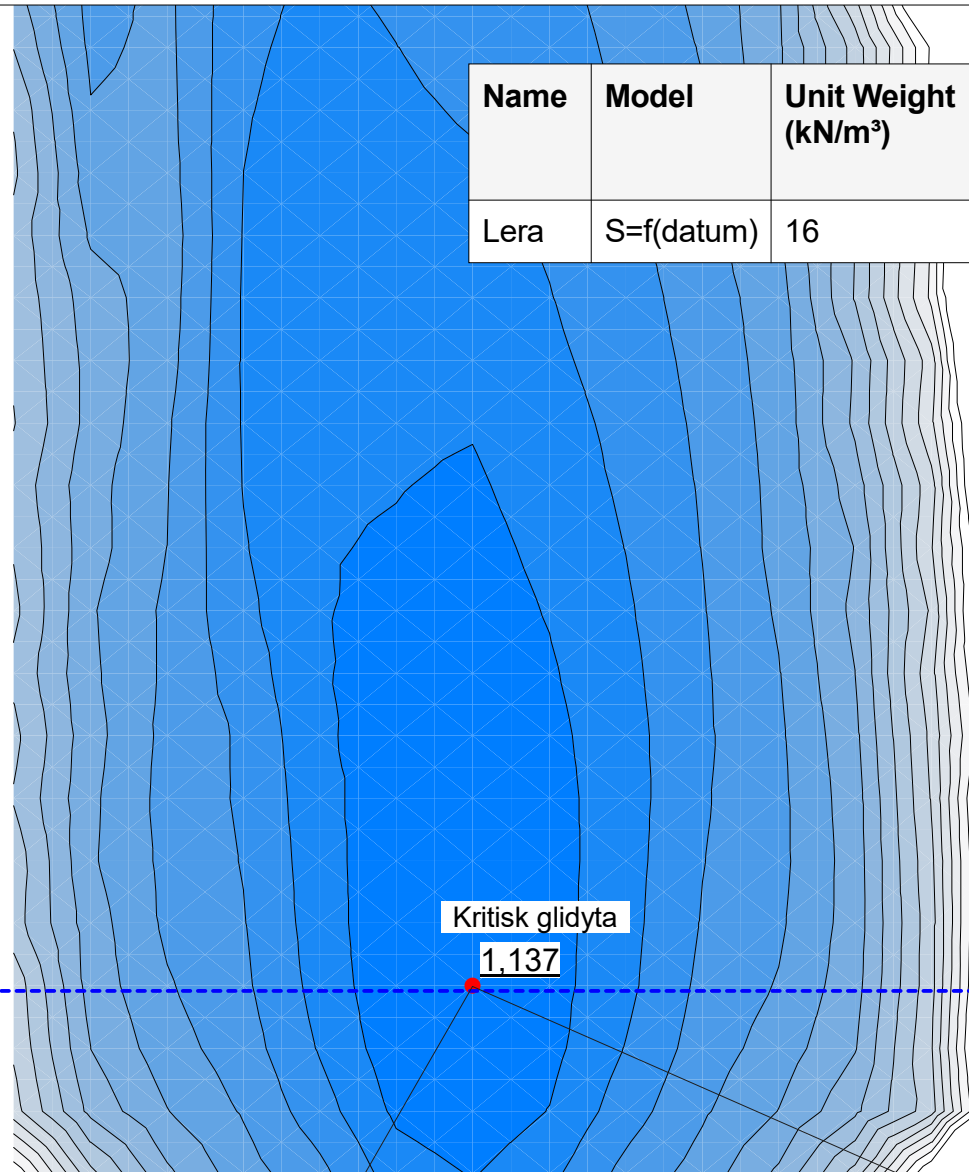 Name Model Unit Weight
(kN/m³)
Lera S=f(datum) 16
Kritisk glidyta
1,137